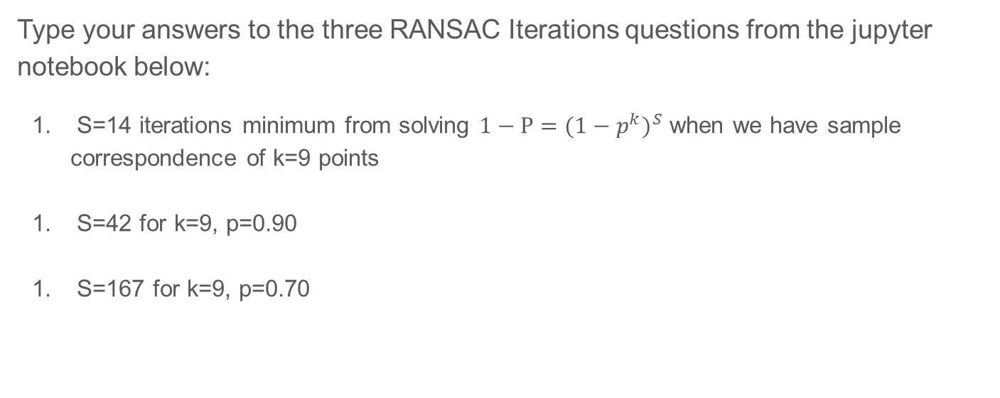 Type your answers to the three RANSAC Iterations questions from the jupyter
notebook below:
1. S=14 iterations minimum from solving 1 − P = (1 − pᵏ)ˢ when we have sample
correspondence of k=9 points
1. S=42 for k=9, p=0.90
1. S=167 for k=9, p=0.70